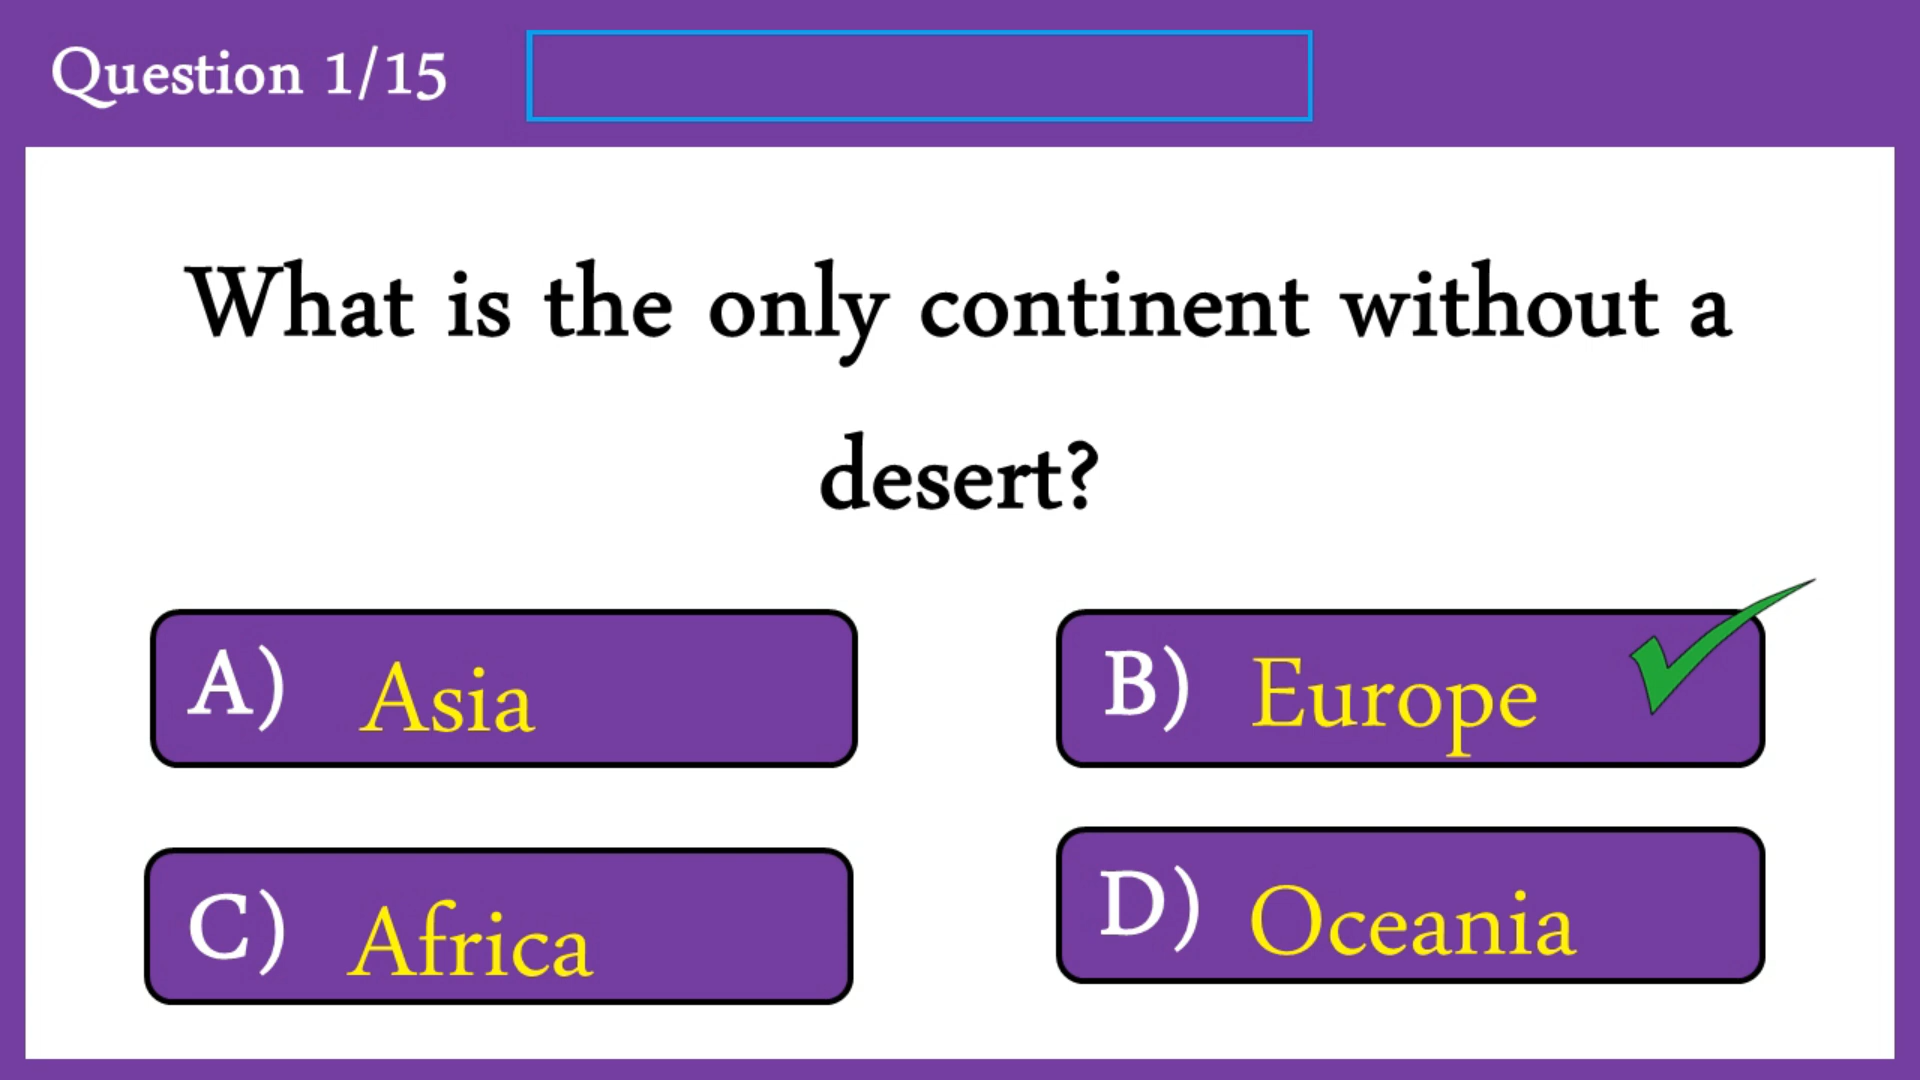 Question 1/15
What is the only continent without a
desert?
A) Asia
B) Europe
C) Africa
D) Oceania